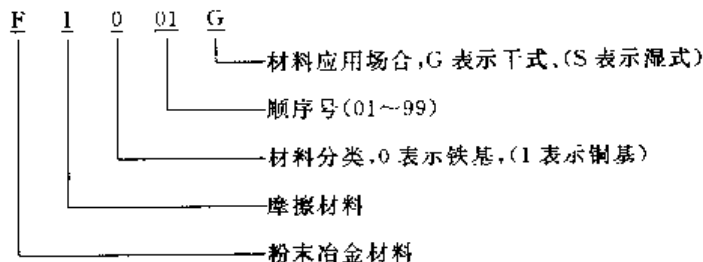 F 1 0 01 G
材料应用场合,G 表示干式、(S 表示湿式)
顺序号(01～99)
材料分类,0 表示铁基,(1 表示铜基)
摩擦材料
粉末冶金材料